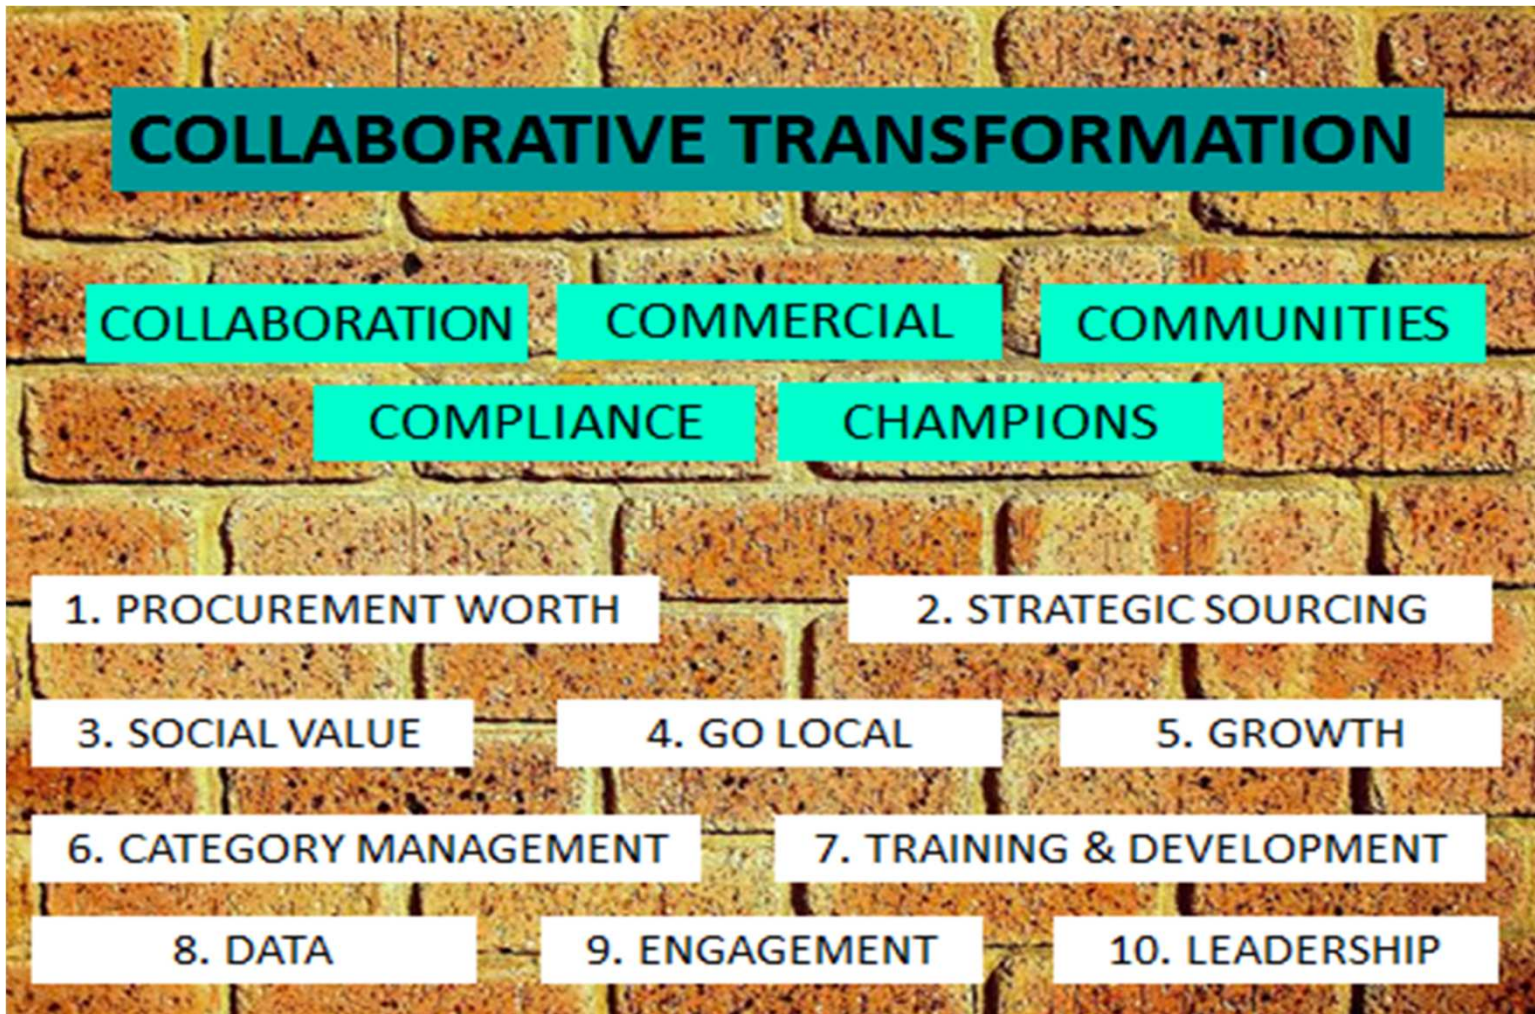 COLLABORATIVE TRANSFORMATION
COLLABORATION COMMERCIAL COMMUNITIES
COMPLIANCE CHAMPIONS
1. PROCUREMENT WORTH 2. STRATEGIC SOURCING
3. SOCIAL VALUE 4. GO LOCAL 5. GROWTH
6. CATEGORY MANAGEMENT 7. TRAINING & DEVELOPMENT
8. DATA 9. ENGAGEMENT 10. LEADERSHIP